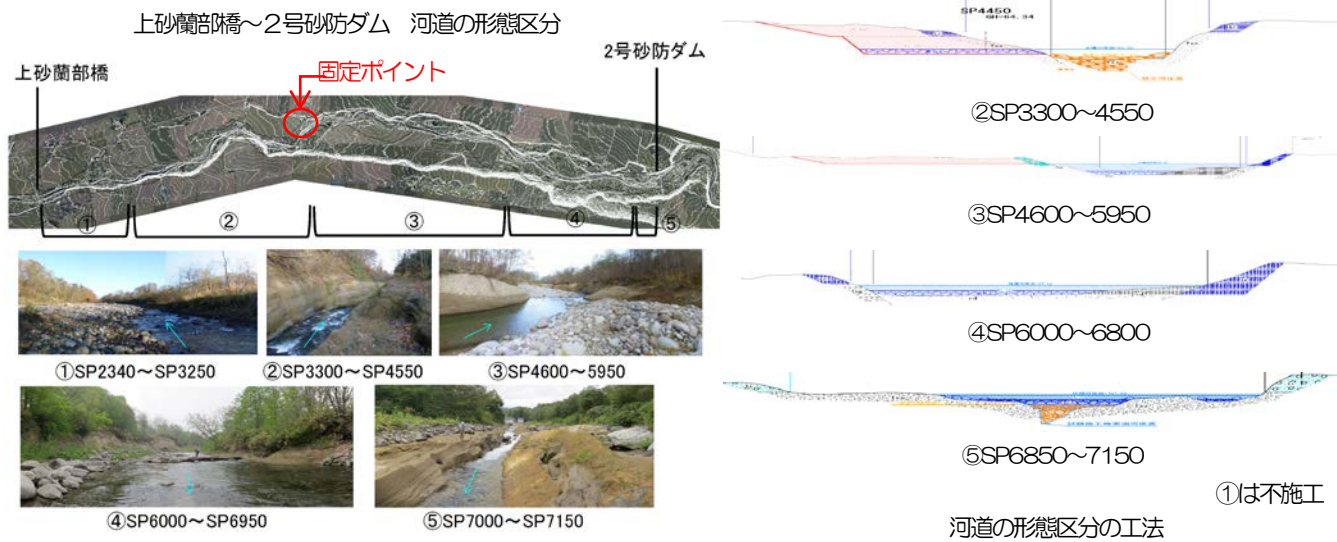 上砂蘭部橋～２号砂防ダム　河道の形態区分
上砂蘭部橋
固定ポイント
2号砂防ダム
①
②
③
④
⑤
①SP2340～SP3250
②SP3300～SP4550
③SP4600～5950
④SP6000～SP6950
⑤SP7000～SP7150
SP4450
GH=64.34
②SP3300～4550
③SP4600～5950
④SP6000～6800
⑤SP6850～7150
①は不施工
河道の形態区分の工法